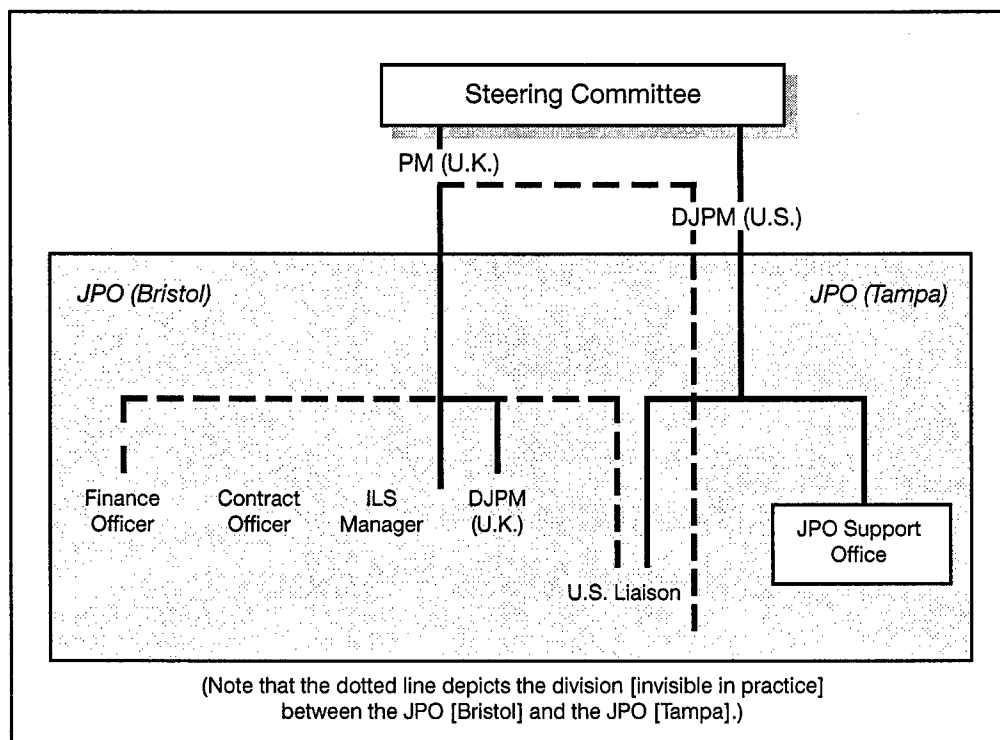 Steering Committee
PM (U.K.)
DJPM (U.S.)
JPO (Bristol)
JPO (Tampa)
Finance
Officer
Contract
Officer
ILS
Manager
DJPM
(U.K.)
U.S. Liaison
JPO Support
Office
(Note that the dotted line depicts the division [invisible in practice]
between the JPO [Bristol] and the JPO [Tampa].)